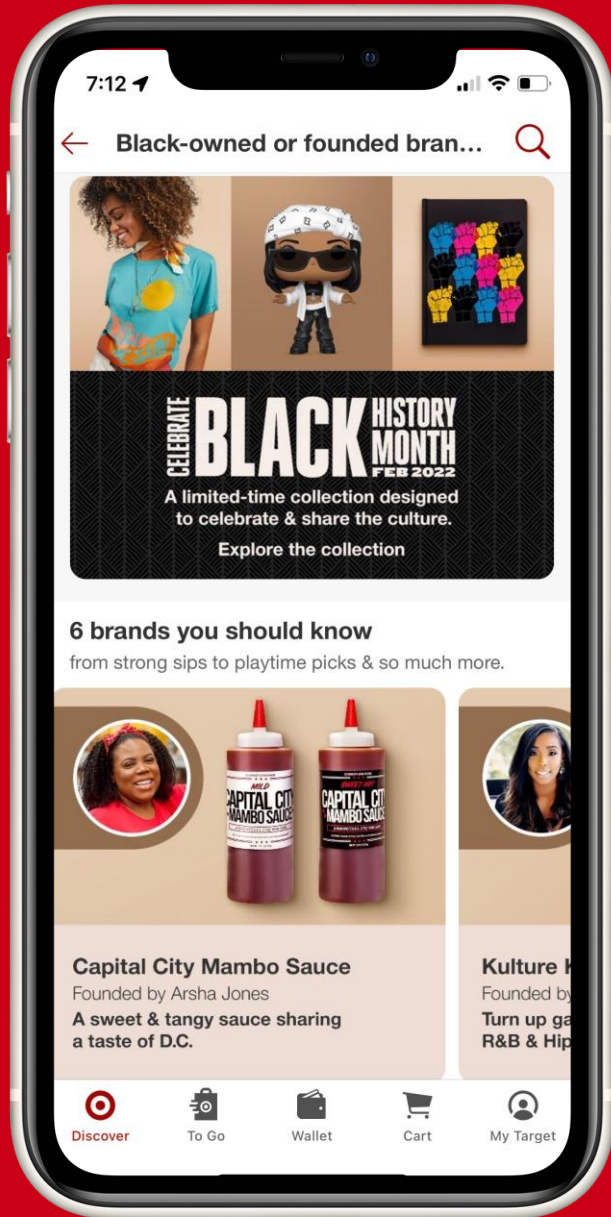 7:12
Black-owned or founded bran...
CELEBRATE
BLACK
HISTORY
MONTH
FEB 2022
A limited-time collection designed
to celebrate & share the culture.
Explore the collection
6 brands you should know
from strong sips to playtime picks & so much more.
MILD
CAPITAL CITY
MAMBO SAUCE
SWEET HOT
CAPITAL CITY
MAMBO SAUCE
Capital City Mambo Sauce
Founded by Arsha Jones
A sweet & tangy sauce sharing
a taste of D.C.
Kulture
Founded by
Turn up ga
R&B & Hip
Discover
To Go
Wallet
Cart
My Target